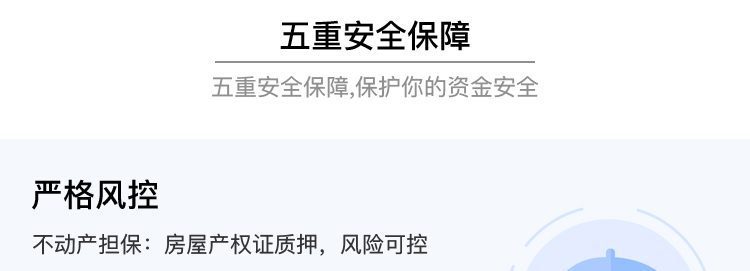 五重安全保障
五重安全保障,保护你的资金安全
严格风控
不动产担保：房屋产权证质押，风险可控